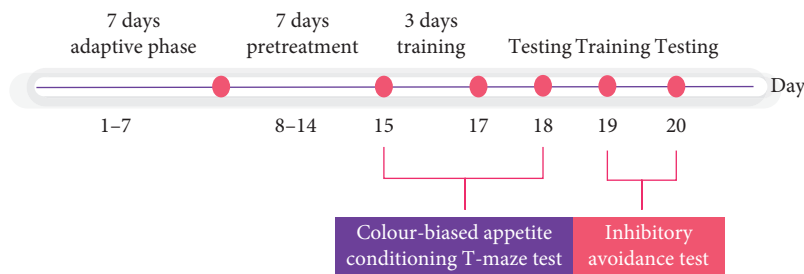 7 days
adaptive phase
7 days
pretreatment
3 days
training
Testing Training Testing
Day
1–7
8–14
15
17
18
19
20
Colour-biased appetite
conditioning T-maze test
Inhibitory
avoidance test